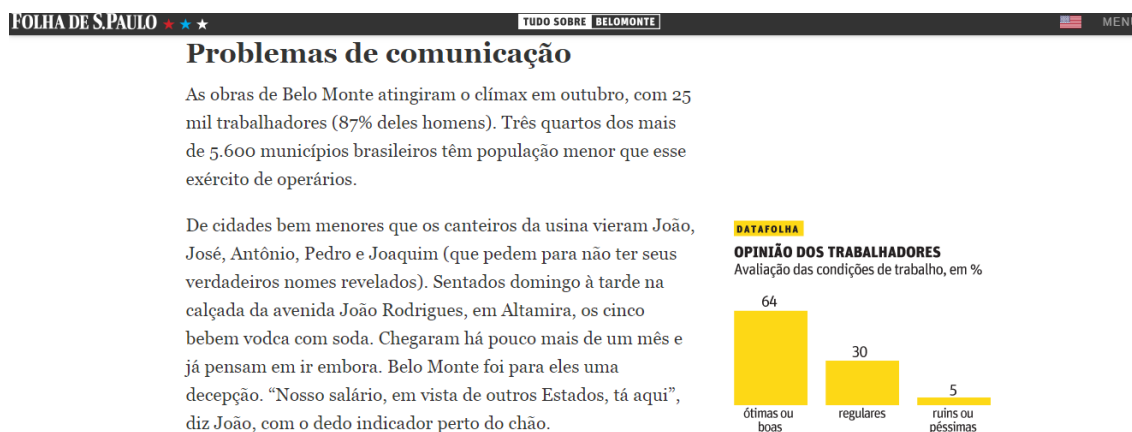 FOLHA DE S.PAULO
TUDO SOBRE BELOMONTE
MENU
Problemas de comunicação
As obras de Belo Monte atingiram o clímax em outubro, com 25
mil trabalhadores (87% deles homens). Três quartos dos mais
de 5.600 municípios brasileiros têm população menor que esse
exército de operários.
De cidades bem menores que os canteiros da usina vieram João,
José, Antônio, Pedro e Joaquim (que pedem para não ter seus
verdadeiros nomes revelados). Sentados domingo à tarde na
calçada da avenida João Rodrigues, em Altamira, os cinco
bebem vodca com soda. Chegaram há pouco mais de um mês e
já pensam em ir embora. Belo Monte foi para eles uma
decepção. “Nosso salário, em vista de outros Estados, tá aqui”,
diz João, com o dedo indicador perto do chão.
DATAFOLHA
OPINIÃO DOS TRABALHADORES
Avaliação das condições de trabalho, em %
64
30
5
ótimas ou
boas
regulares
ruins ou
péssimas